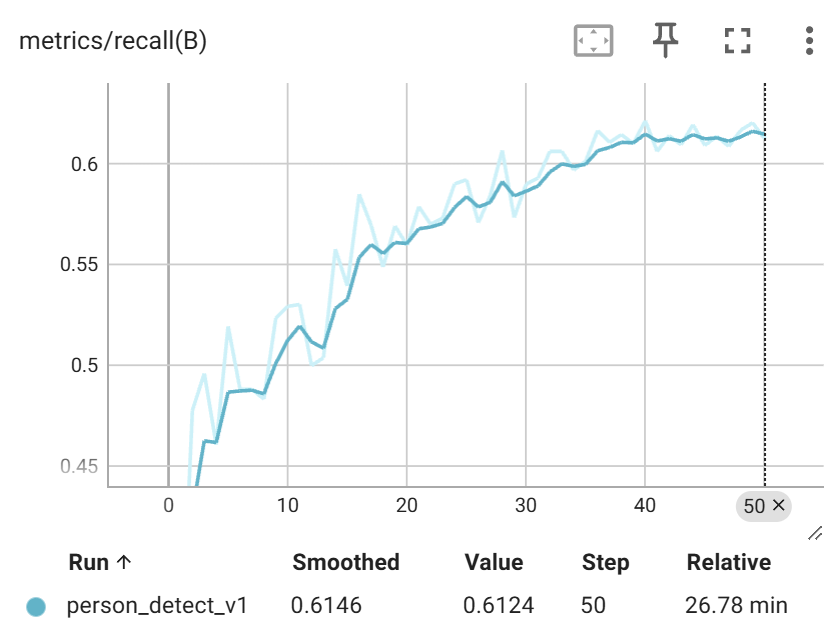 metrics/recall(B)
0.6
0.55
0.5
0.45
0 10 20 30 40 50 ×
Run ↑ Smoothed Value Step Relative
person_detect_v1 0.6146 0.6124 50 26.78 min